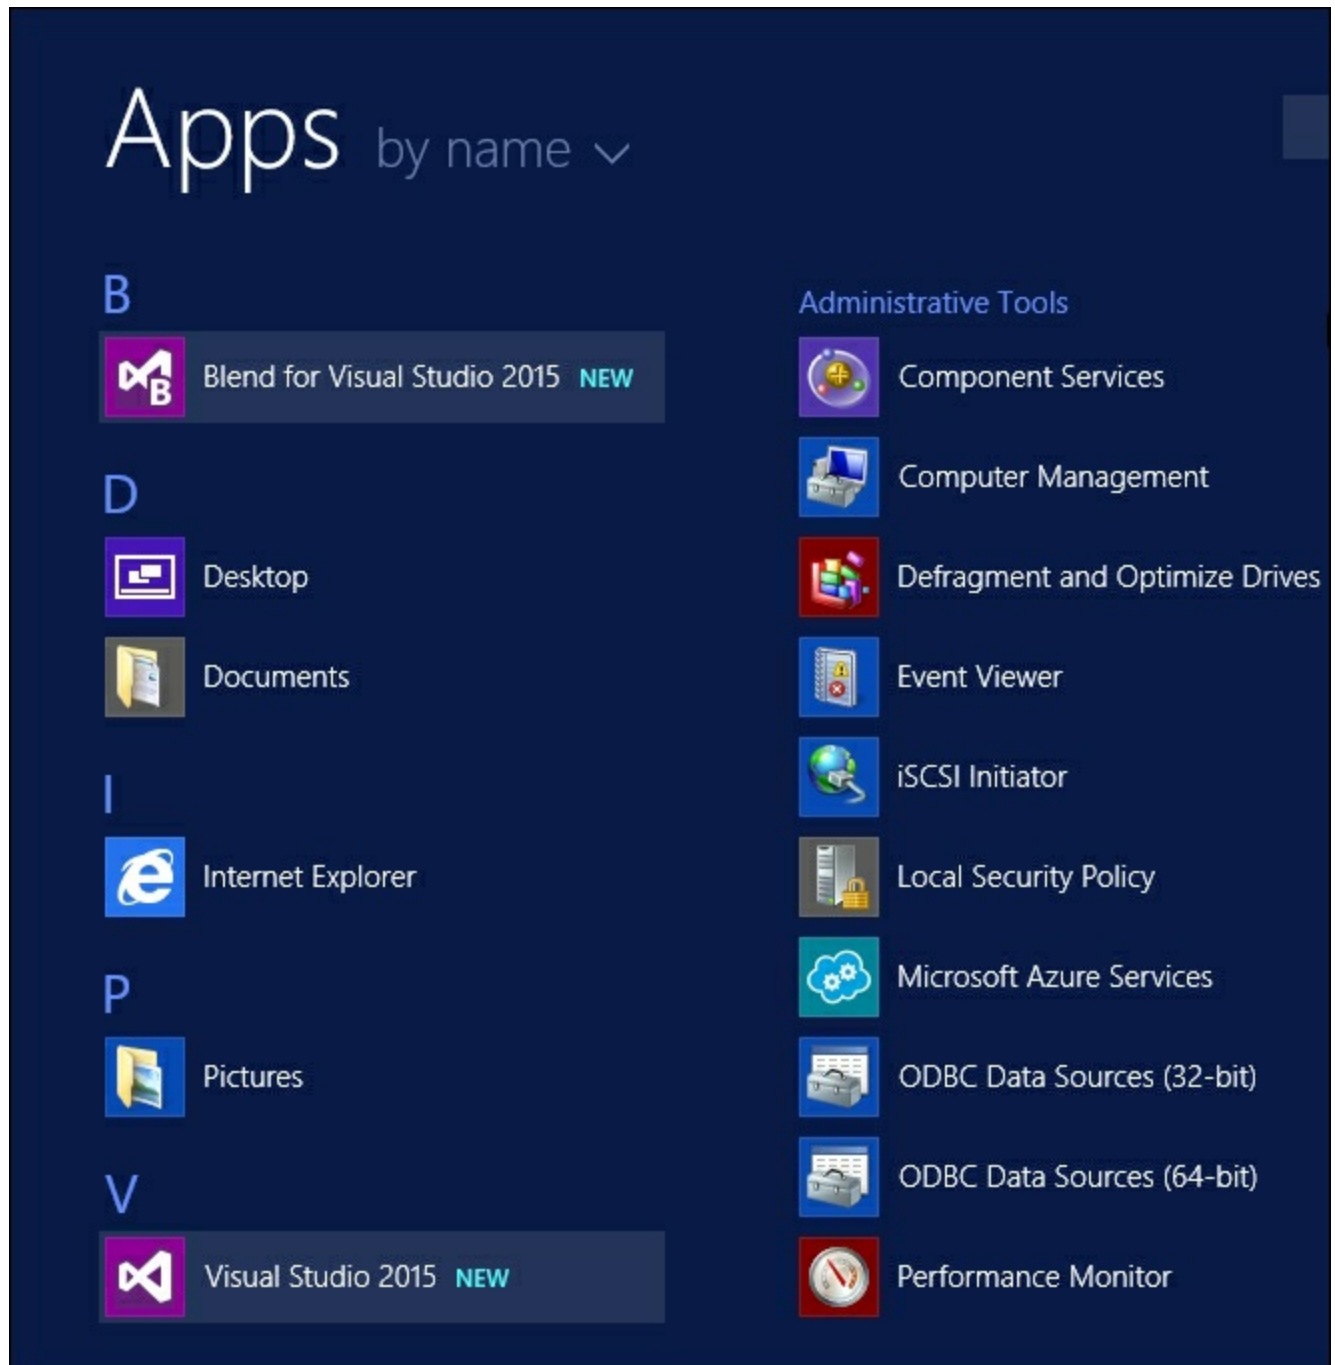 Apps by name
B
Blend for Visual Studio 2015 NEW
D
Desktop
Documents
I
Internet Explorer
P
Pictures
V
Visual Studio 2015 NEW
Administrative Tools
Component Services
Computer Management
Defragment and Optimize Drives
Event Viewer
iSCSI Initiator
Local Security Policy
Microsoft Azure Services
ODBC Data Sources (32-bit)
ODBC Data Sources (64-bit)
Performance Monitor